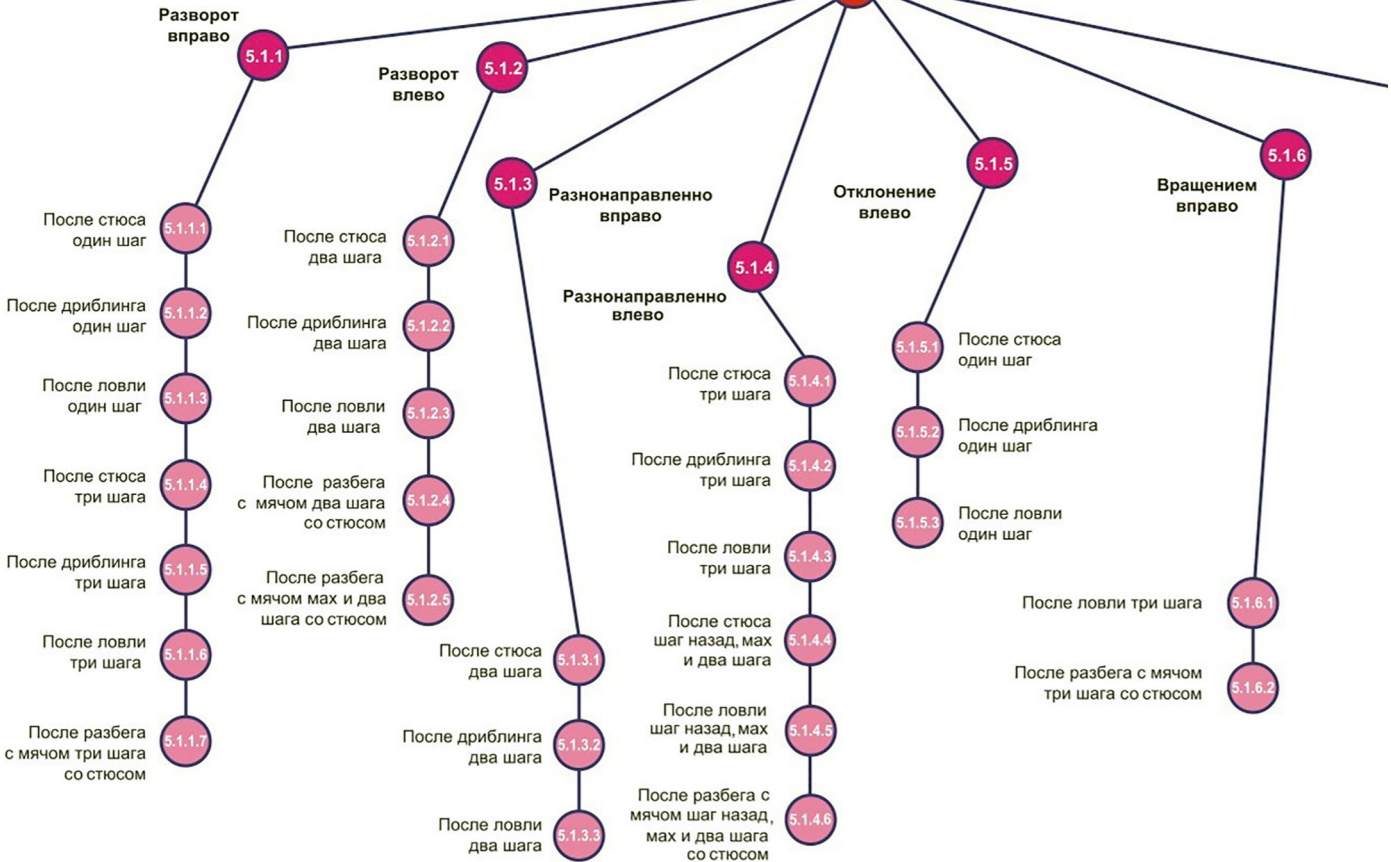 Разворот
вправо
5.1.1
После стюса
один шаг
5.1.1.1
После дриблинга
один шаг
5.1.1.2
После ловли
один шаг
5.1.1.3
После стюса
три шага
5.1.1.4
После дриблинга
три шага
5.1.1.5
После ловли
три шага
5.1.1.6
После разбега
с мячом три шага
со стюсом
5.1.1.7
Разворот
влево
5.1.2
После стюса
два шага
5.1.2.1
После дриблинга
два шага
5.1.2.2
После ловли
два шага
5.1.2.3
После разбега
с мячом два шага
со стюсом
5.1.2.4
После разбега
с мячом мах и два
шага со стюсом
5.1.2.5
5.1.3
Разнонаправленно
вправо
После стюса
два шага
5.1.3.1
После дриблинга
два шага
5.1.3.2
После ловли
два шага
5.1.3.3
5.1.4
Разнонаправленно
влево
После стюса
три шага
5.1.4.1
После дриблинга
три шага
5.1.4.2
После ловли
три шага
5.1.4.3
После стюса
шаг назад, мах
и два шага
5.1.4.4
После ловли
шаг назад, мах
и два шага
5.1.4.5
После разбега с
мячом шаг назад,
мах и два шага
со стюсом
5.1.4.6
5.1.5
Отклонение
влево
5.1.5.1
После стюса
один шаг
5.1.5.2
После дриблинга
один шаг
5.1.5.3
После ловли
один шаг
5.1.6
Вращением
вправо
После ловли три шага
5.1.6.1
После разбега с мячом
три шага со стюсом
5.1.6.2